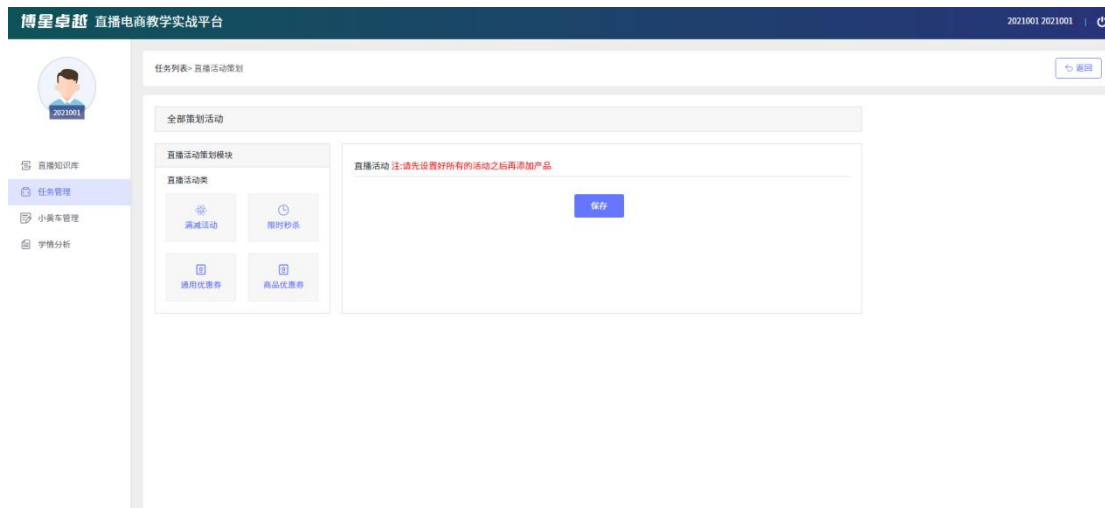 博星卓越 直播电商教学实战平台
2021001 2021001
2021001
直播知识库
任务管理
小黄车管理
学情分析
任务列表> 直播活动策划
返回
全部策划活动
直播活动策划模块
直播活动类
满减活动
限时秒杀
通用优惠券
商品优惠券
直播活动 注:请先设置好所有的活动之后再添加产品
保存